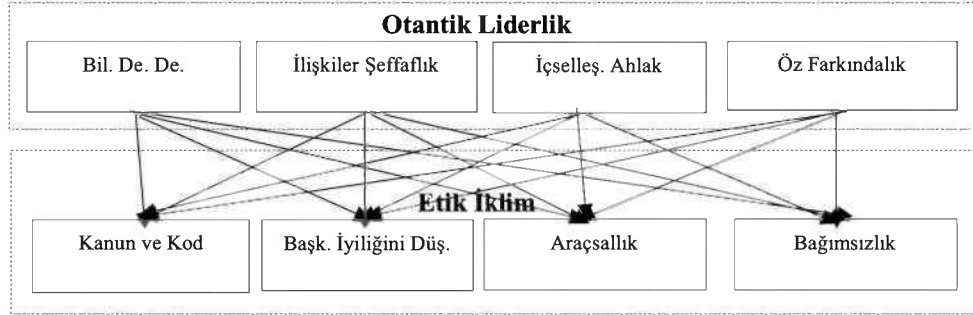 Otantik Liderlik
Bil. De. De.
İlişkiler Şeffaflık
İçselleş. Ahlak
Öz Farkındalık
Etik İklim
Kanun ve Kod
Başk. İyiliğini Düş.
Araçsallık
Bağımsızlık